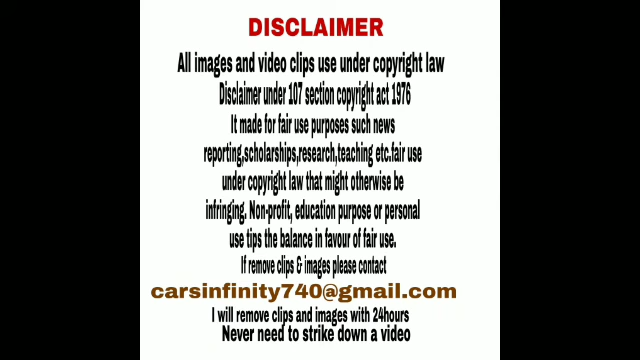 DISCLAIMER
All images and video clips use under copyright law
Disclaimer under 107 section copyright act 1976
It made for fair use purposes such news
reporting,scholarships,research,teaching etc.fair use
under copyright law that might otherwise be
infringing. Non-profit, education purpose or personal
use tips the balance in favour of fair use.
If remove clips & images please contact
carsinfinity740@gmail.com
I will remove clips and images with 24hours
Never need to strike down a video